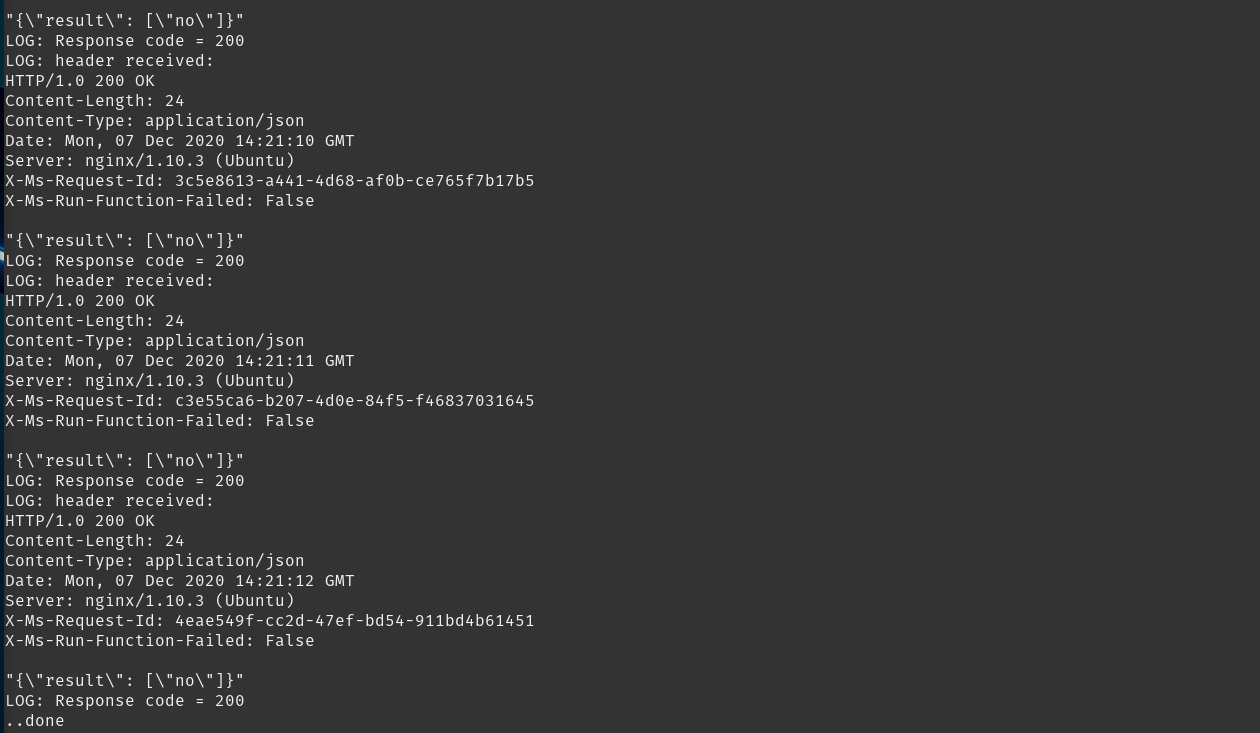 "{\"result\": [\"no\"]}"
LOG: Response code = 200
LOG: header received:
HTTP/1.0 200 OK
Content-Length: 24
Content-Type: application/json
Date: Mon, 07 Dec 2020 14:21:10 GMT
Server: nginx/1.10.3 (Ubuntu)
X-Ms-Request-Id: 3c5e8613-a441-4d68-af0b-ce765f7b17b5
X-Ms-Run-Function-Failed: False

"{\"result\": [\"no\"]}"
LOG: Response code = 200
LOG: header received:
HTTP/1.0 200 OK
Content-Length: 24
Content-Type: application/json
Date: Mon, 07 Dec 2020 14:21:11 GMT
Server: nginx/1.10.3 (Ubuntu)
X-Ms-Request-Id: c3e55ca6-b207-4d0e-84f5-f46837031645
X-Ms-Run-Function-Failed: False

"{\"result\": [\"no\"]}"
LOG: Response code = 200
LOG: header received:
HTTP/1.0 200 OK
Content-Length: 24
Content-Type: application/json
Date: Mon, 07 Dec 2020 14:21:12 GMT
Server: nginx/1.10.3 (Ubuntu)
X-Ms-Request-Id: 4eae549f-cc2d-47ef-bd54-911bd4b61451
X-Ms-Run-Function-Failed: False

"{\"result\": [\"no\"]}"
LOG: Response code = 200
..done